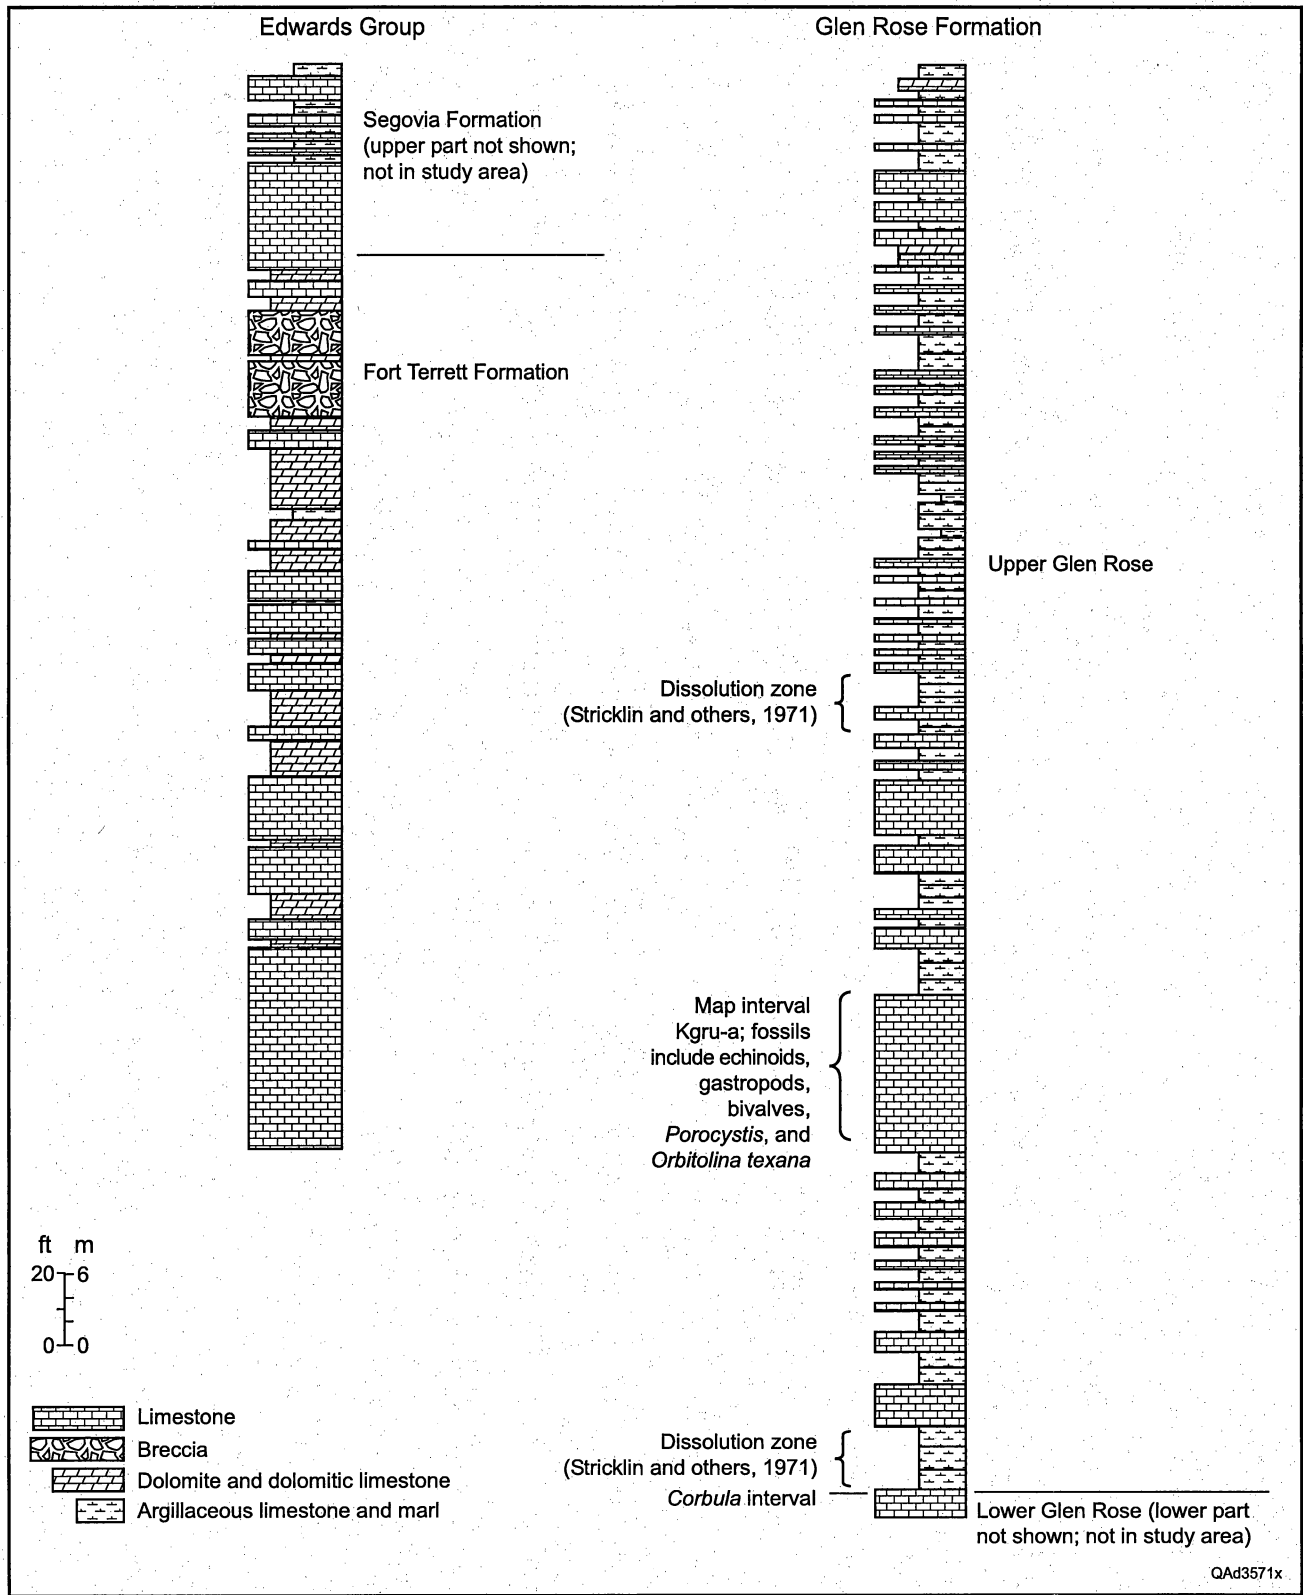 Edwards Group
Glen Rose Formation
Segovia Formation
(upper part not shown;
not in study area)
Fort Terrett Formation
Upper Glen Rose
Dissolution zone
(Stricklin and others, 1971)
Map interval
Kgru-a; fossils
include echinoids,
gastropods,
bivalves,
Porocystis, and
Orbitolina texana
ft m
20 6
0 0
Limestone
Breccia
Dolomite and dolomitic limestone
Argillaceous limestone and marl
Dissolution zone
(Stricklin and others, 1971)
Corbula interval
Lower Glen Rose (lower part
not shown; not in study area)
QAd3571x